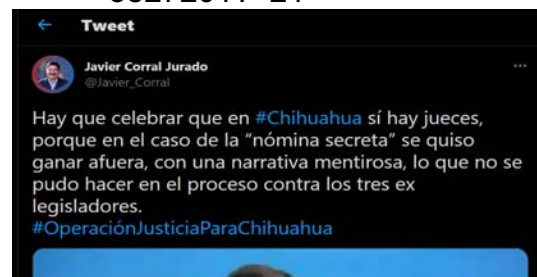 Tweet
Javier Corral Jurado
@Javier_Corral
Hay que celebrar que en #Chihuahua sí hay jueces,
porque en el caso de la “nómina secreta” se quiso
ganar afuera, con una narrativa mentirosa, lo que no se
pudo hacer en el proceso contra los tres ex
legisladores.
#OperaciónJusticiaParaChihuahua